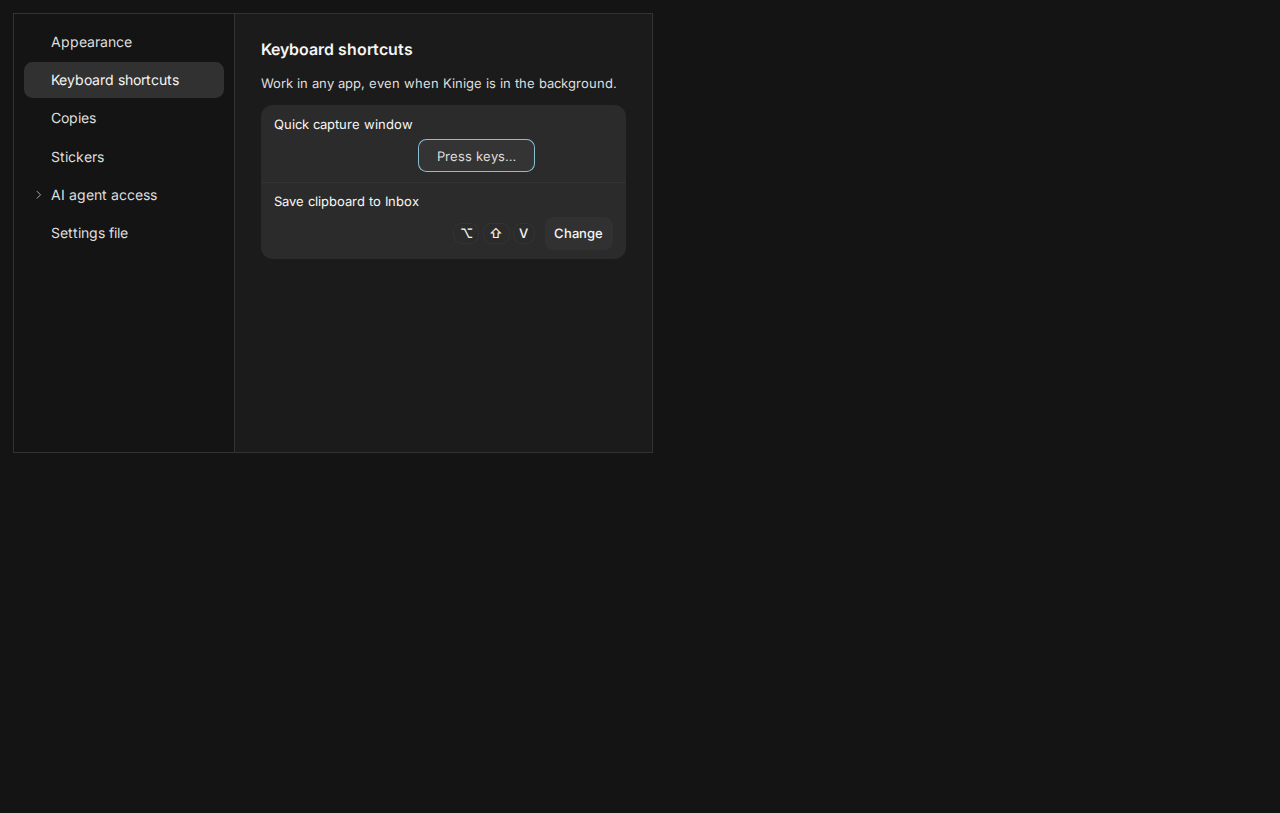 Appearance
Keyboard shortcuts
Copies
Stickers
AI agent access
Settings file
Keyboard shortcuts
Work in any app, even when Kinige is in the background.
Quick capture window
Press keys...
Save clipboard to Inbox
⌥ ⇧ V Change